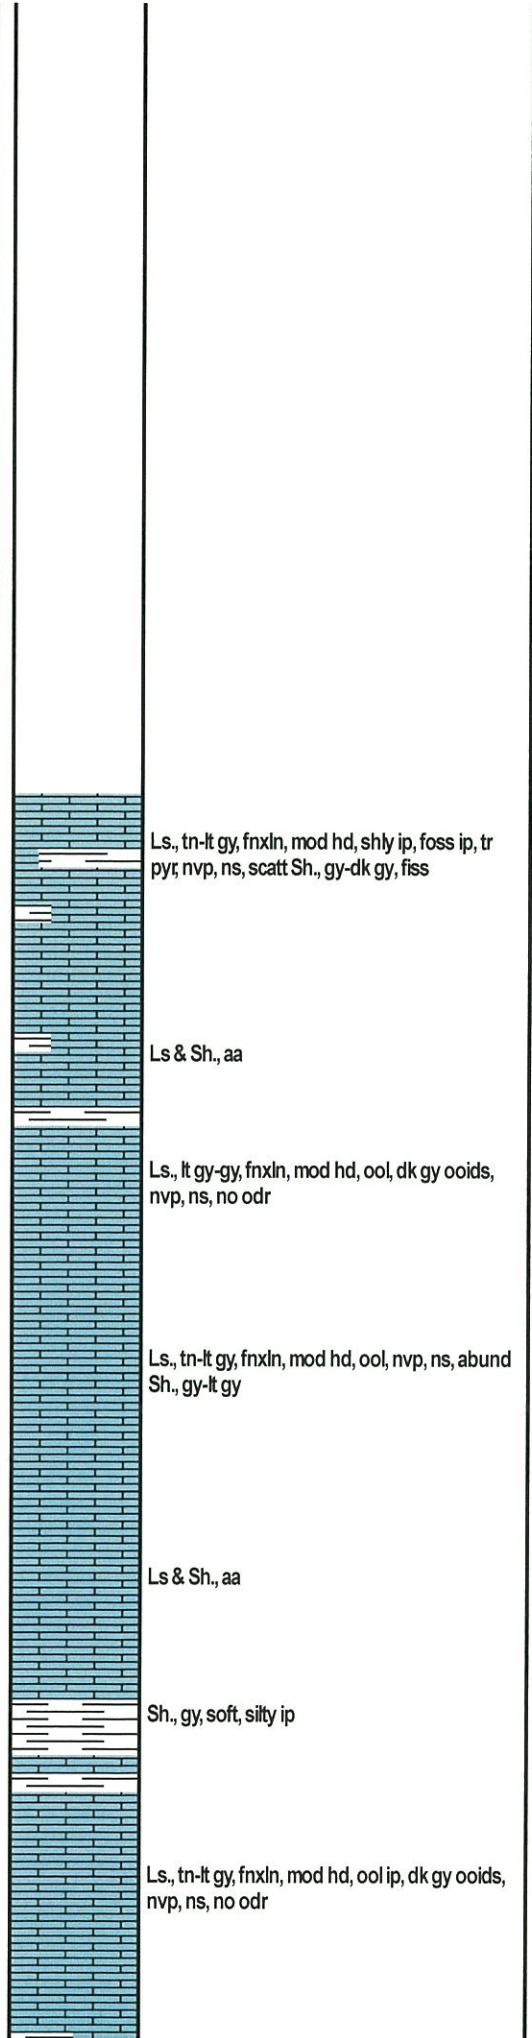 Ls., tn-lt gy, fnxln, mod hd, shly ip, foss ip, tr
pyr, nvp, ns, scatt Sh., gy-dk gy, fiss
Ls & Sh., aa
Ls., lt gy-gy, fnxln, mod hd, ool, dk gy ooids,
nvp, ns, no odr
Ls., tn-lt gy, fnxln, mod hd, ool, nvp, ns, abund
Sh., gy-lt gy
Ls & Sh., aa
Sh., gy, soft, silty ip
Ls., tn-lt gy, fnxln, mod hd, ool ip, dk gy ooids,
nvp, ns, no odr